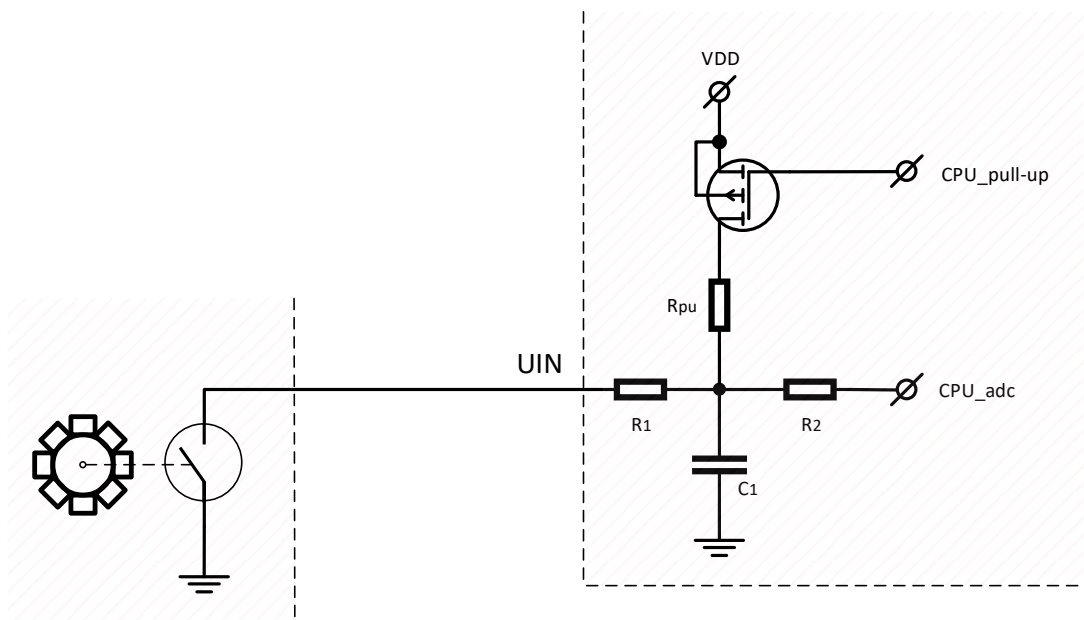 VDD
CPU_pull-up
Rpu
UIN
CPU_adc
R1
R2
C1